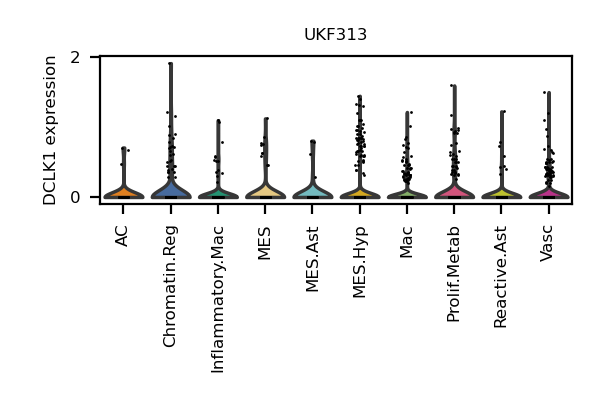 UKF313
DCLK1 expression
2
0
AC
Chromatin.Reg
Inflammatory.Mac
MES
MES.Ast
MES.Hyp
Mac
Prolif.Metab
Reactive.Ast
Vasc